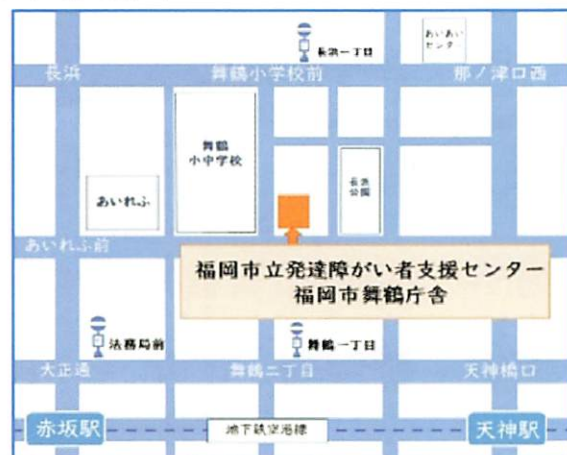 あいあい
センター
長浜一丁目
長浜
舞鶴小学校前
那ノ津口西
舞鶴
小中学校
長浜
公園
あいれふ
あいれふ前
福岡市立発達障がい者支援センター
福岡市舞鶴庁舎
法務局前
舞鶴一丁目
大正通
舞鶴二丁目
天神橋口
赤坂駅
地下鉄空港線
天神駅